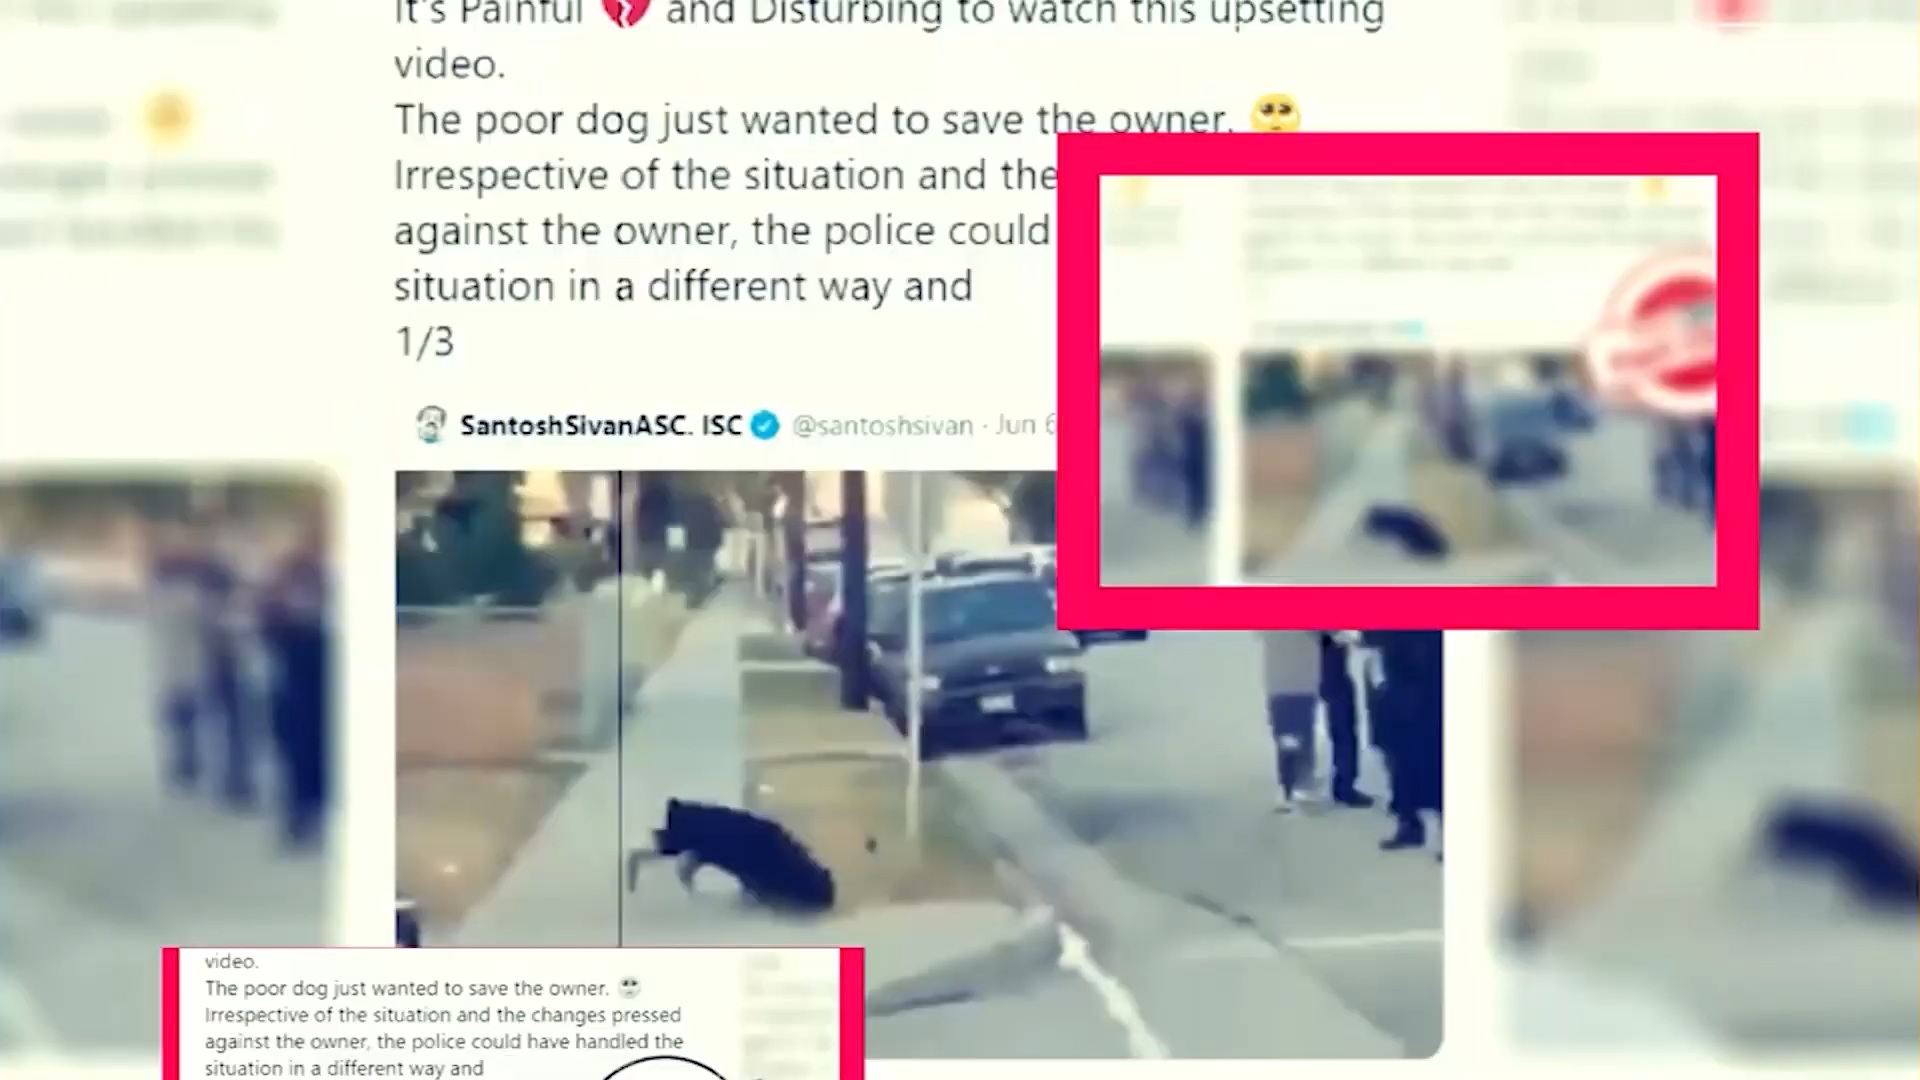 It's Painful 💔 and Disturbing to watch this upsetting
video.
The poor dog just wanted to save the owner. 🥺
Irrespective of the situation and the
against the owner, the police could
situation in a different way and
1/3
SantoshSivanASC. ISC @santoshsivan · Jun 6
video.
The poor dog just wanted to save the owner. 🥺
Irrespective of the situation and the changes pressed
against the owner, the police could have handled the
situation in a different way and